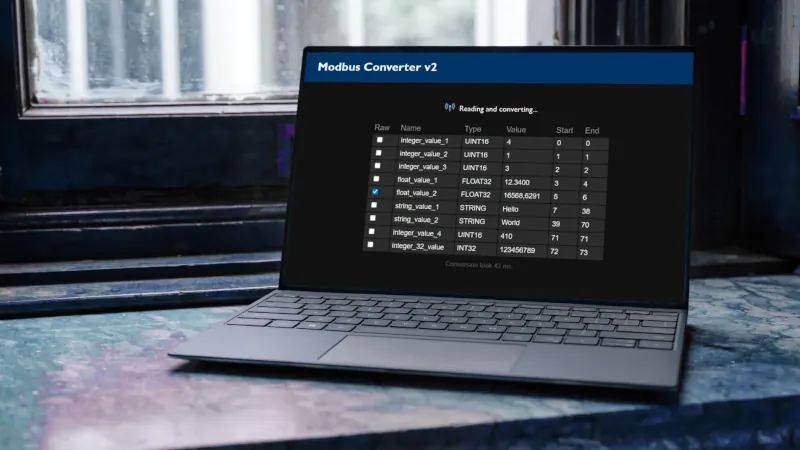 Modbus Converter v2
Reading and converting...
Raw Name Type Value Start End
integer_value_1 UINT16 4 0 0
integer_value_2 UINT16 1 1 1
integer_value_3 UINT16 3 2 2
float_value_1 FLOAT32 12.3400 3 4
float_value_2 FLOAT32 16568,6291 5 6
string_value_1 STRING Hello 7 38
string_value_2 STRING World 39 70
integer_value_4 UINT16 410 71 71
integer_32_value INT32 123456789 72 73
Conversion took 43 ms.